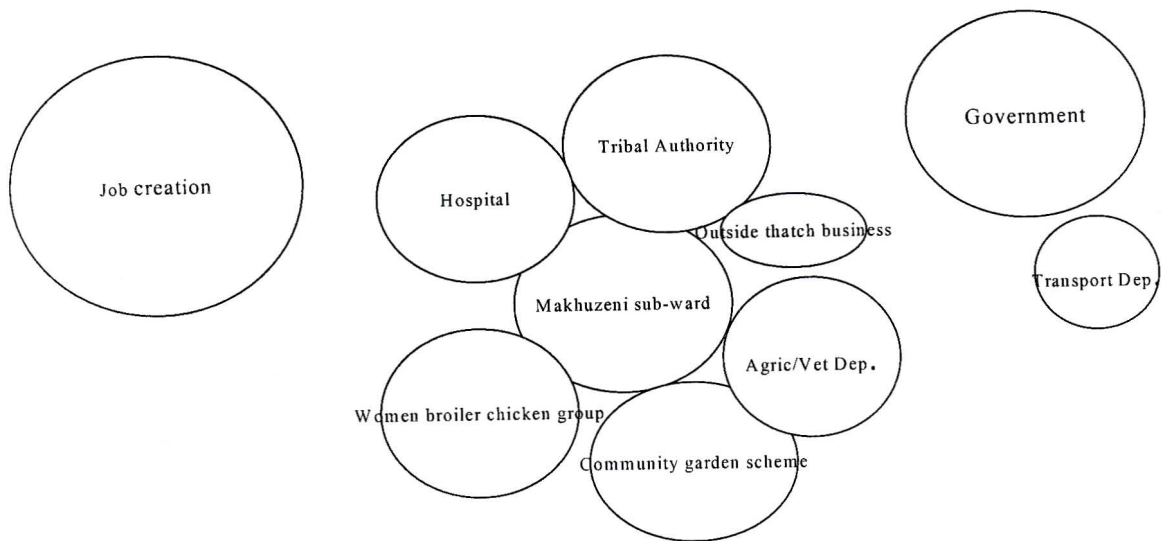 Government
Tribal Authority
Job creation
Hospital
Outside thatch business
Transport Dep.
Makhuzeni sub-ward
Agric/Vet Dep.
Women broiler chicken group
Community garden scheme